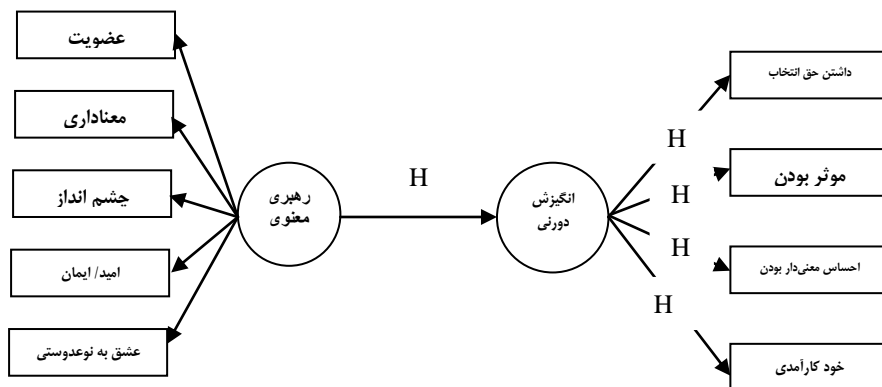 عضویت
معناداری
چشم انداز
امید/ ایمان
عشق به نوعدوستی
رهبری
معنوی
H
انگیزش
دورنی
H
H
H
H
داشتن حق انتخاب
موثر بودن
احساس معنی‌دار بودن
خود کارآمدی